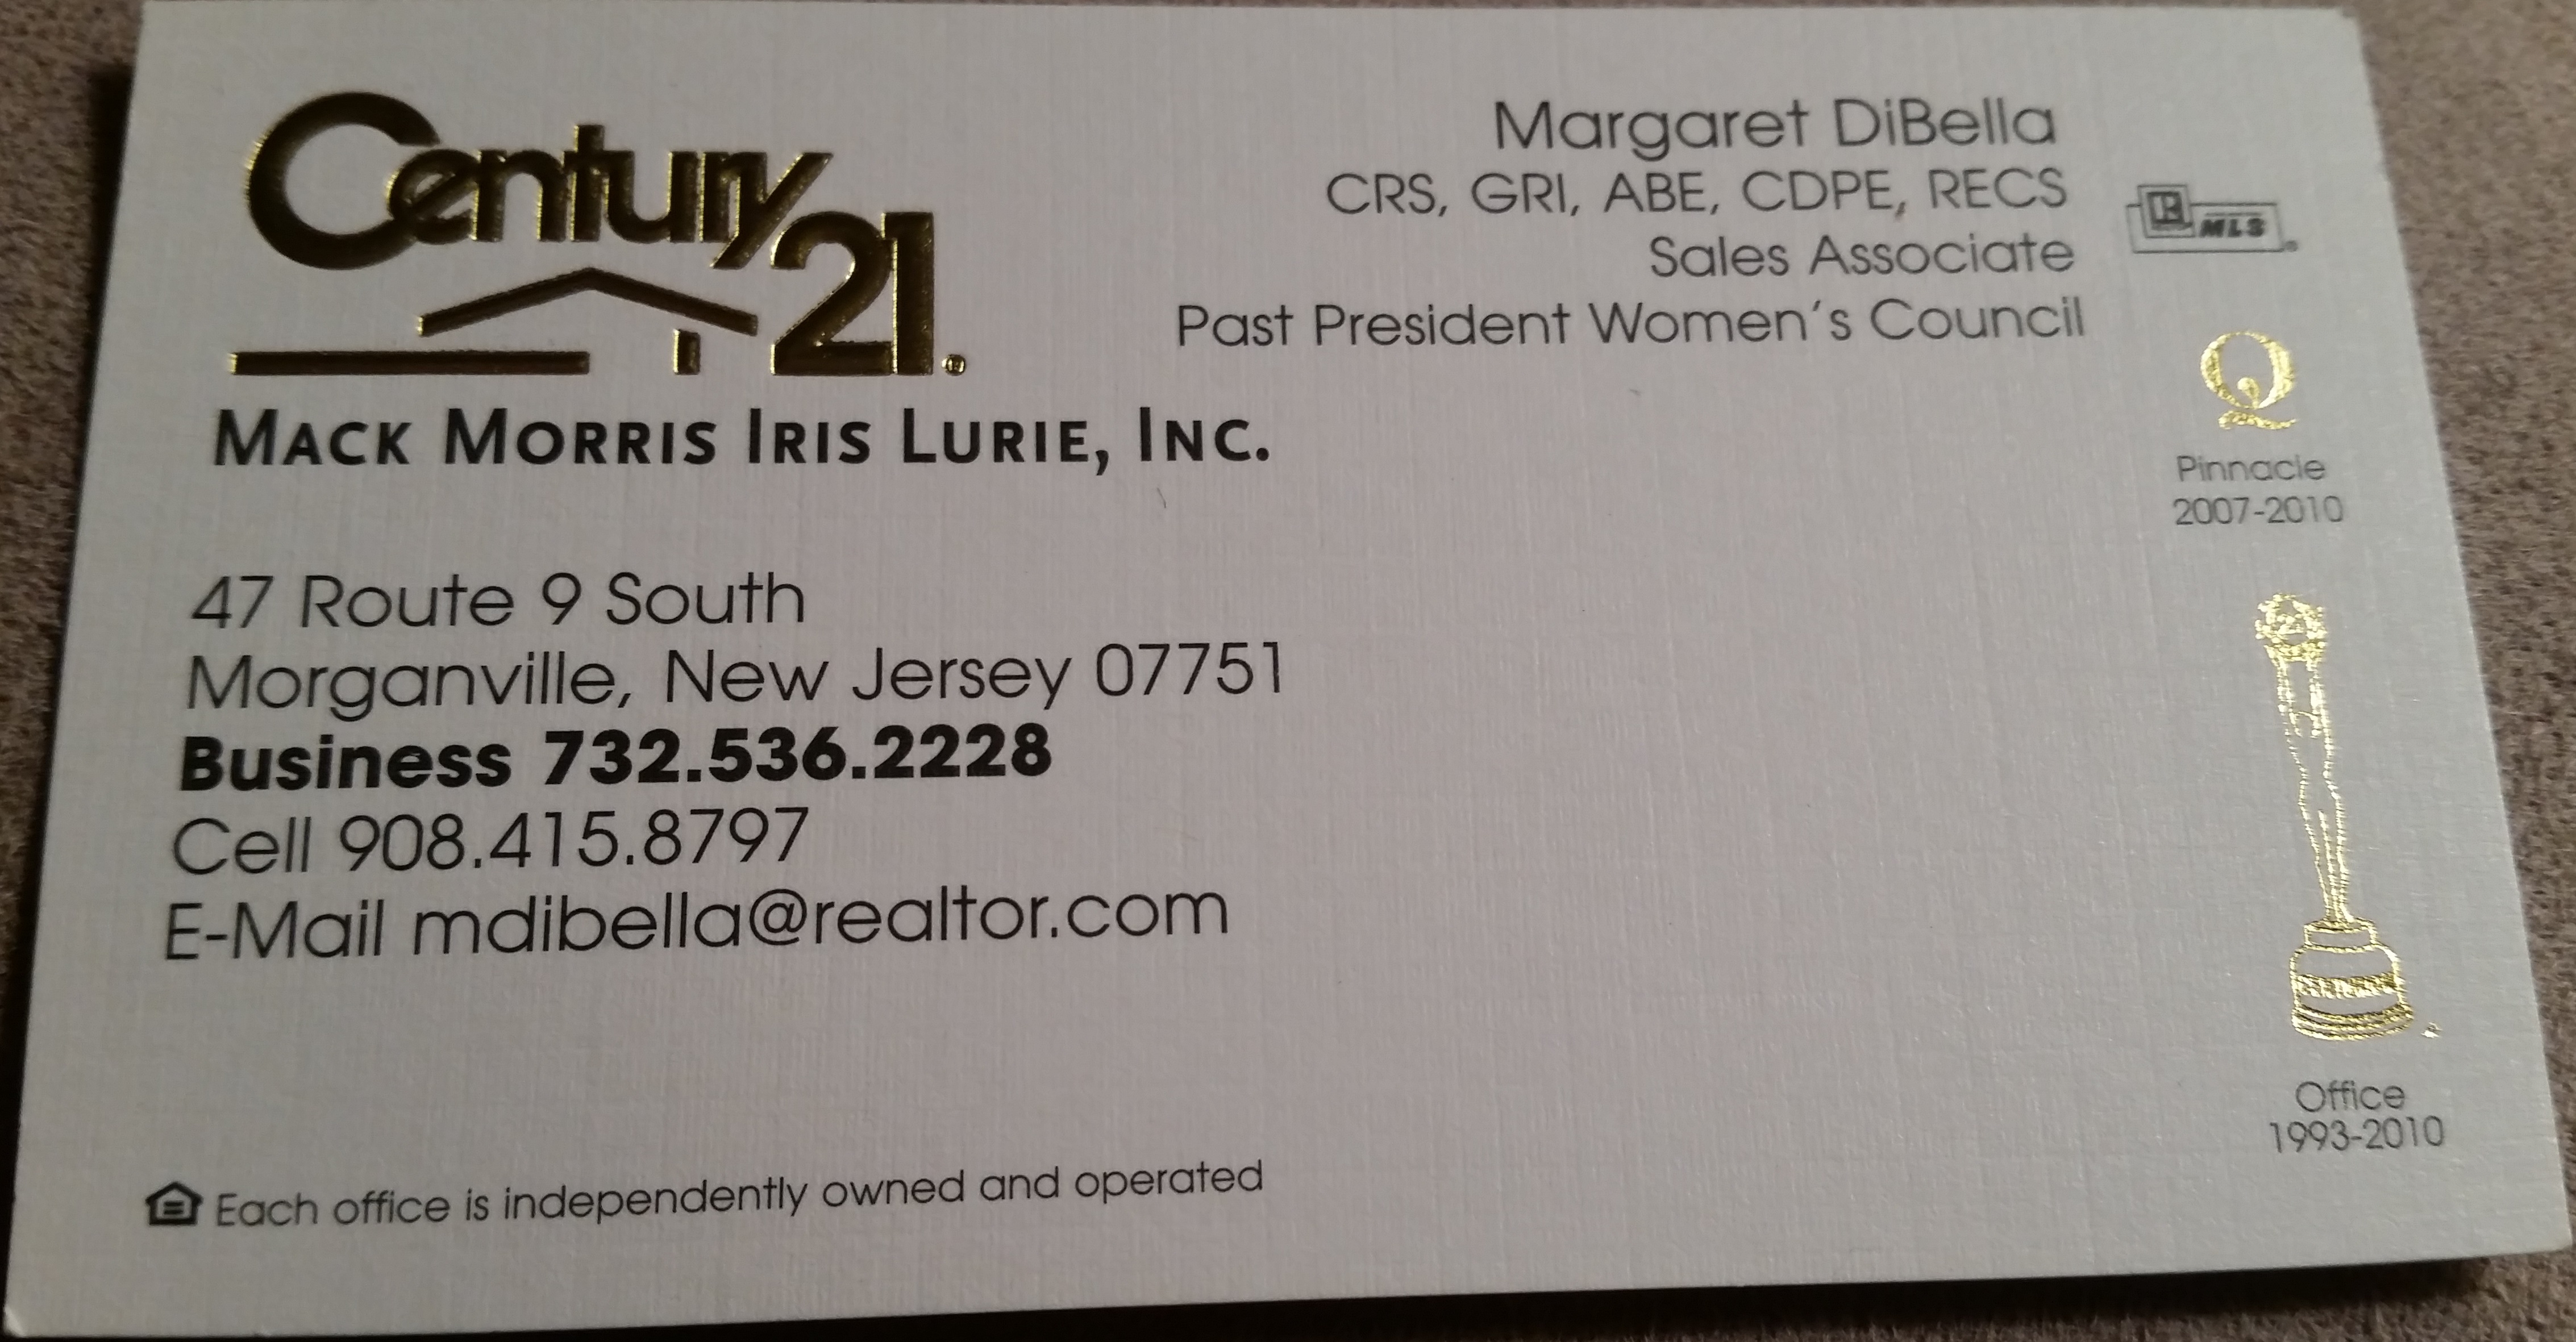 Century 21®
MACK MORRIS IRIS LURIE, INC.
Margaret DiBella
CRS, GRI, ABE, CDPE, RECS
Sales Associate
Past President Women's Council
R MLS
Q
Pinnacle
2007-2010
47 Route 9 South
Morganville, New Jersey 07751
Business 732.536.2228
Cell 908.415.8797
E-Mail mdibella@realtor.com
21
Office
1993-2010
Each office is independently owned and operated